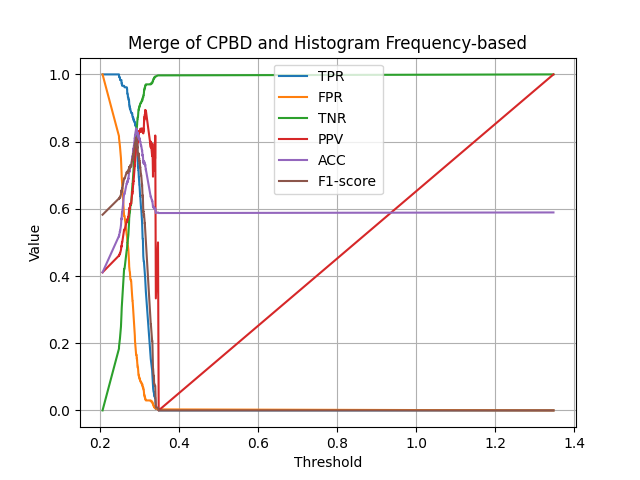 Merge of CPBD and Histogram Frequency-based
1.0
0.8
0.6
0.4
0.2
0.0
Value
TPR
FPR
TNR
PPV
ACC
F1-score
0.2 0.4 0.6 0.8 1.0 1.2 1.4
Threshold